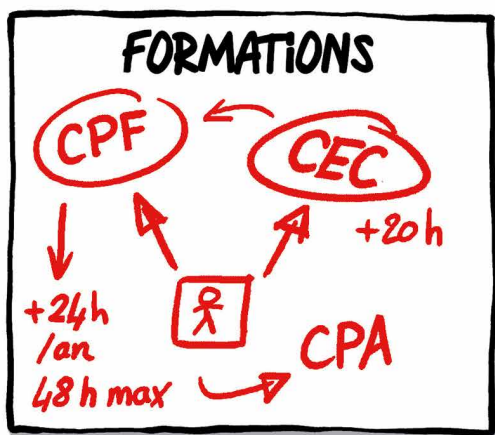 FORMATIONS
CPF
CEC
+20h
+24h
/an
48h max
CPA